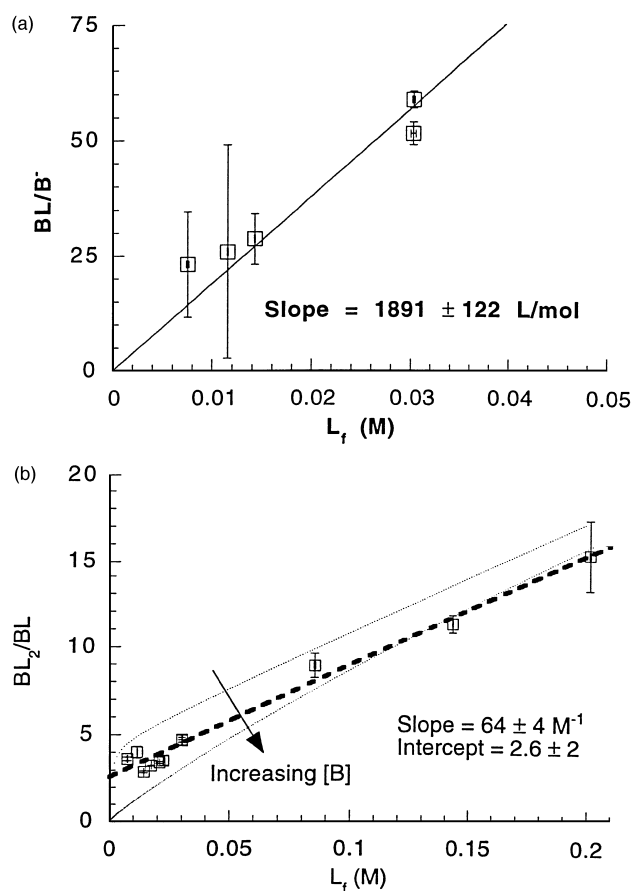 (a)
75
50
25
0
BL/B-
Slope = 1891 ± 122 L/mol
0 0.01 0.02 0.03 0.04 0.05
Lf (M)
(b)
20
15
10
5
0
BL2/BL
Slope = 64 ± 4 M-1
Intercept = 2.6 ± 2
Increasing [B]
0 0.05 0.1 0.15 0.2
Lf (M)